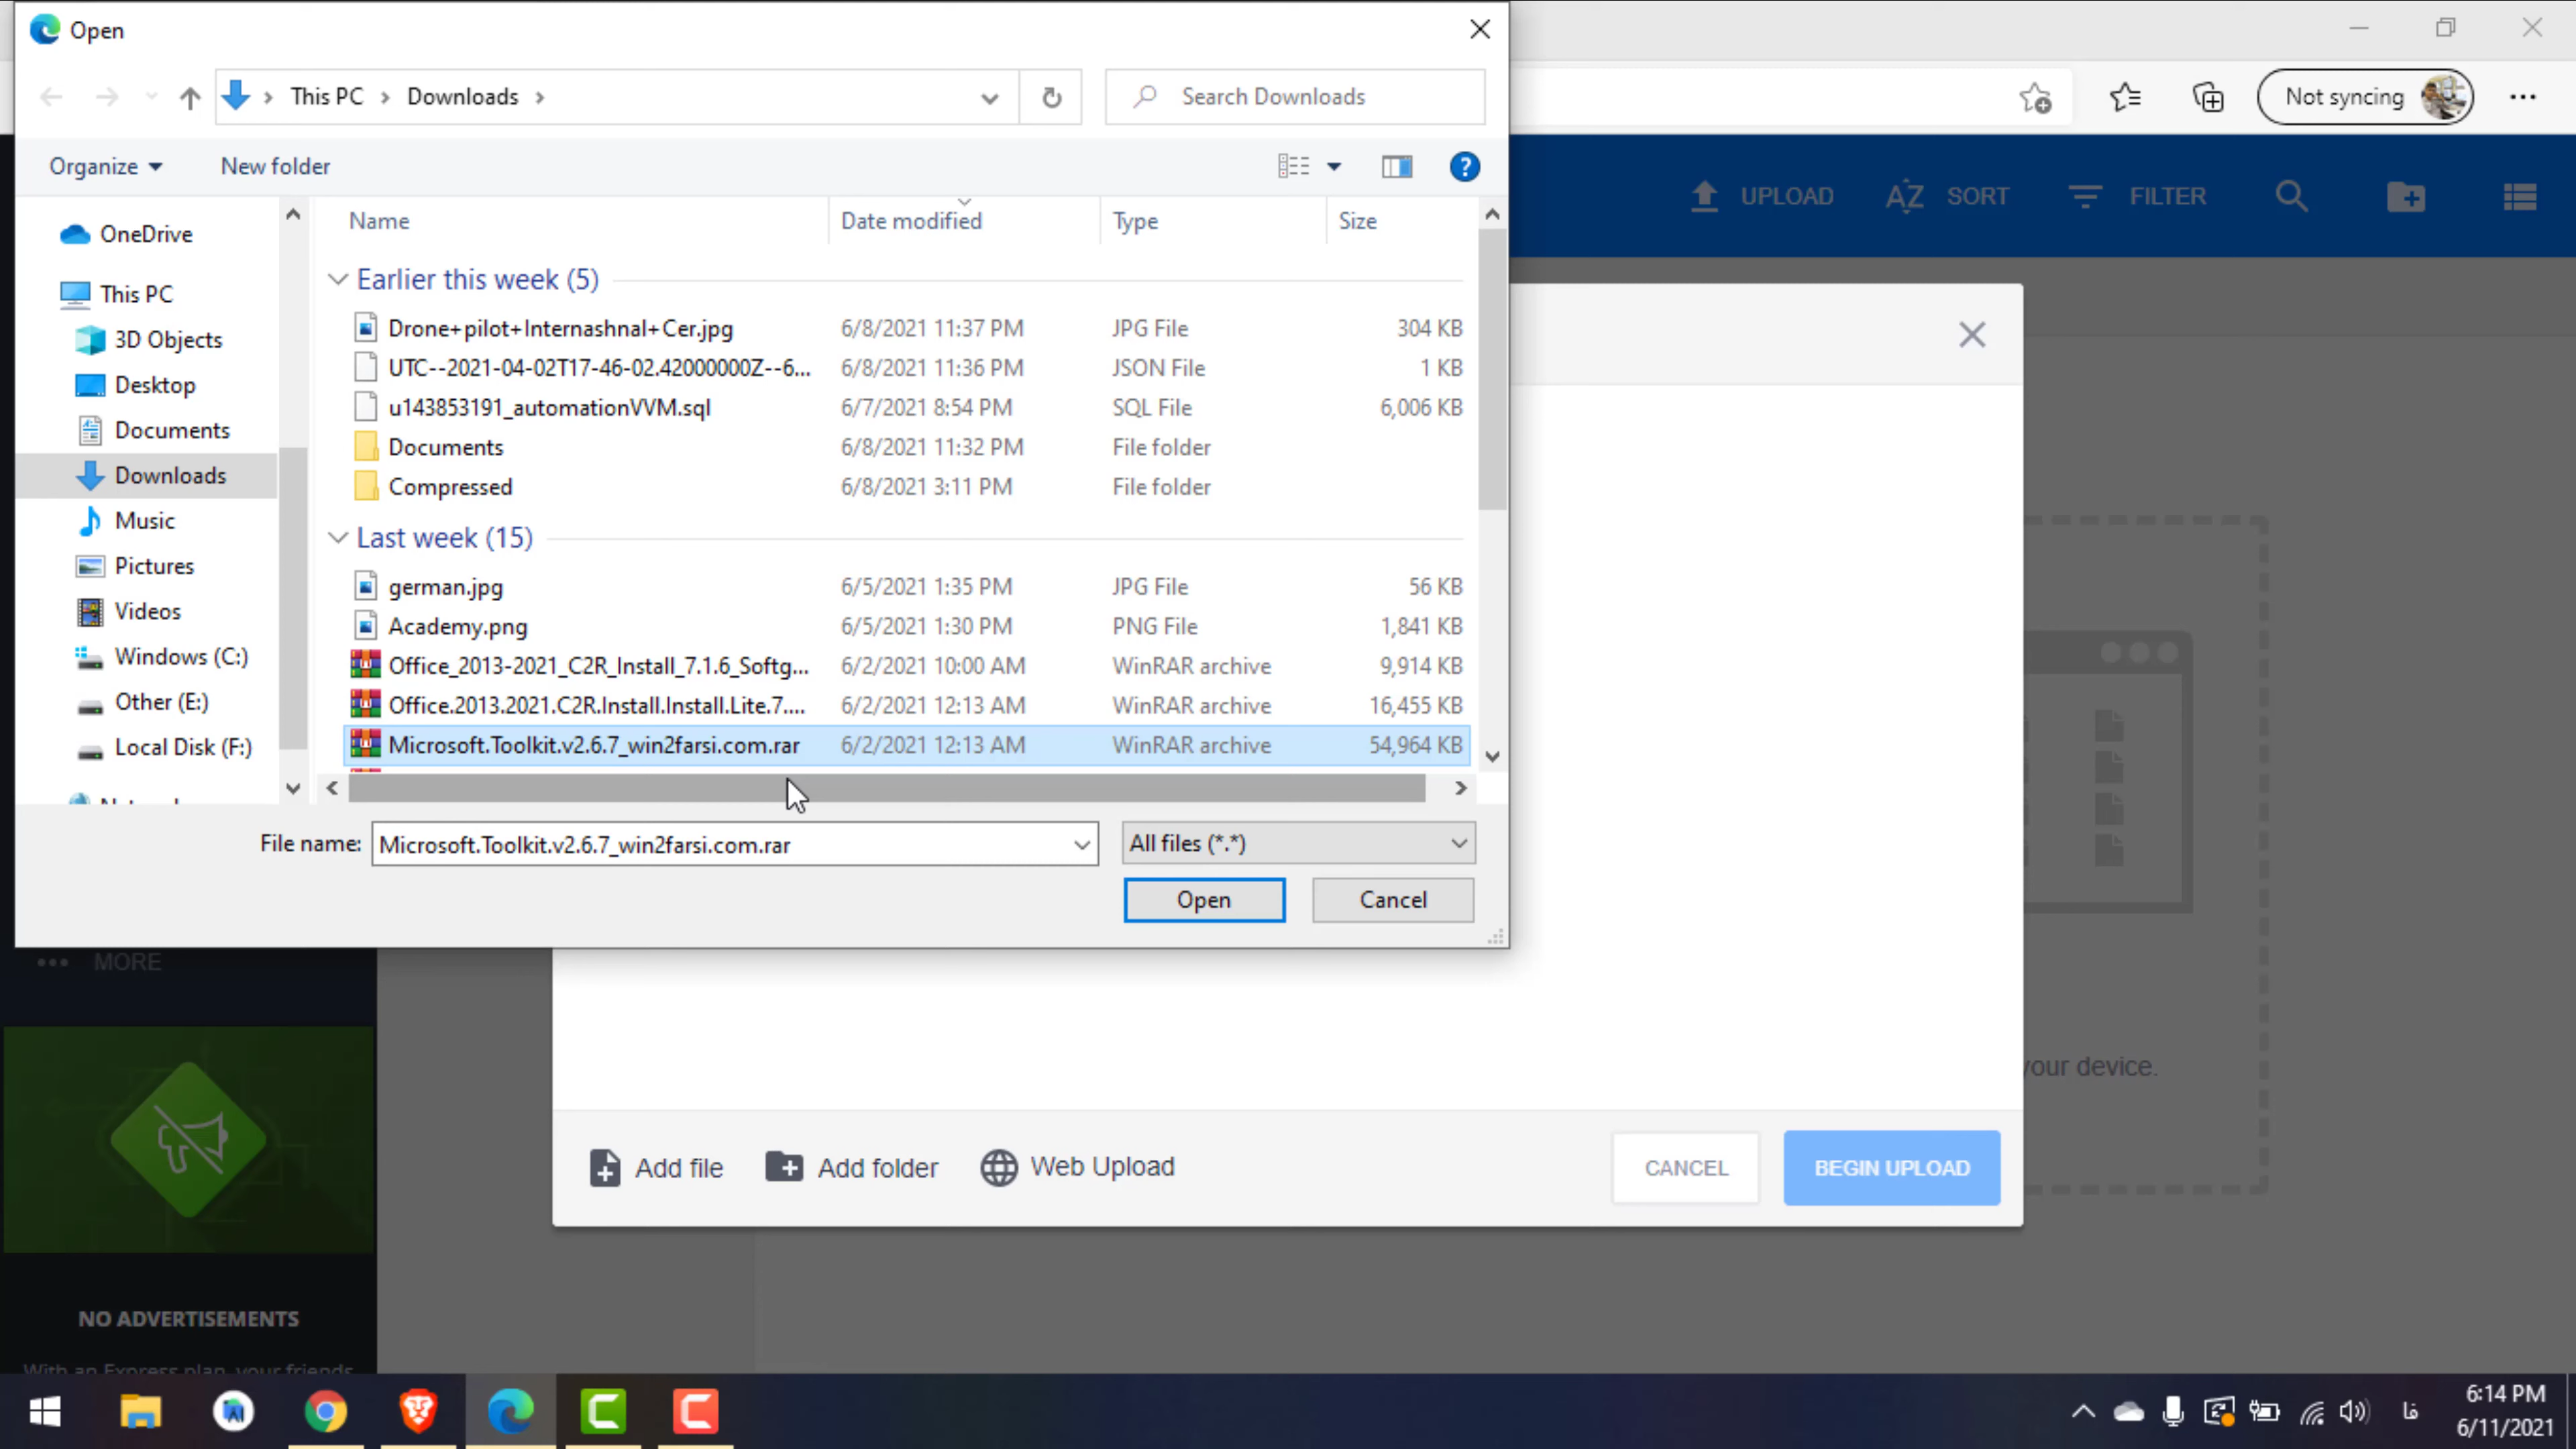 Open
This PC
Downloads
Search Downloads
Not syncing
Organize
New folder
UPLOAD
SORT
FILTER
Name
Date modified
Type
Size
OneDrive
This PC
3D Objects
Desktop
Documents
Downloads
Music
Pictures
Videos
Windows (C:)
Other (E:)
Local Disk (F:)
Earlier this week (5)
Drone+pilot+Internashnal+Cer.jpg 6/8/2021 11:37 PM JPG File 304 KB
UTC--2021-04-02T17-46-02.42000000Z--6... 6/8/2021 11:36 PM JSON File 1 KB
u143853191_automationVVM.sql 6/7/2021 8:54 PM SQL File 6,006 KB
Documents 6/8/2021 11:32 PM File folder
Compressed 6/8/2021 3:11 PM File folder
Last week (15)
german.jpg 6/5/2021 1:35 PM JPG File 56 KB
Academy.png 6/5/2021 1:30 PM PNG File 1,841 KB
Office_2013-2021_C2R_Install_7.1.6_Softg... 6/2/2021 10:00 AM WinRAR archive 9,914 KB
Office.2013.2021.C2R.Install.Install.Lite.7.... 6/2/2021 12:13 AM WinRAR archive 16,455 KB
Microsoft.Toolkit.v2.6.7_win2farsi.com.rar 6/2/2021 12:13 AM WinRAR archive 54,964 KB
File name: Microsoft.Toolkit.v2.6.7_win2farsi.com.rar All files (*.*)
Open Cancel
MORE
your device.
Add file Add folder Web Upload CANCEL BEGIN UPLOAD
NO ADVERTISEMENTS
With an Express plan, your friends
فا
6:14 PM
6/11/2021